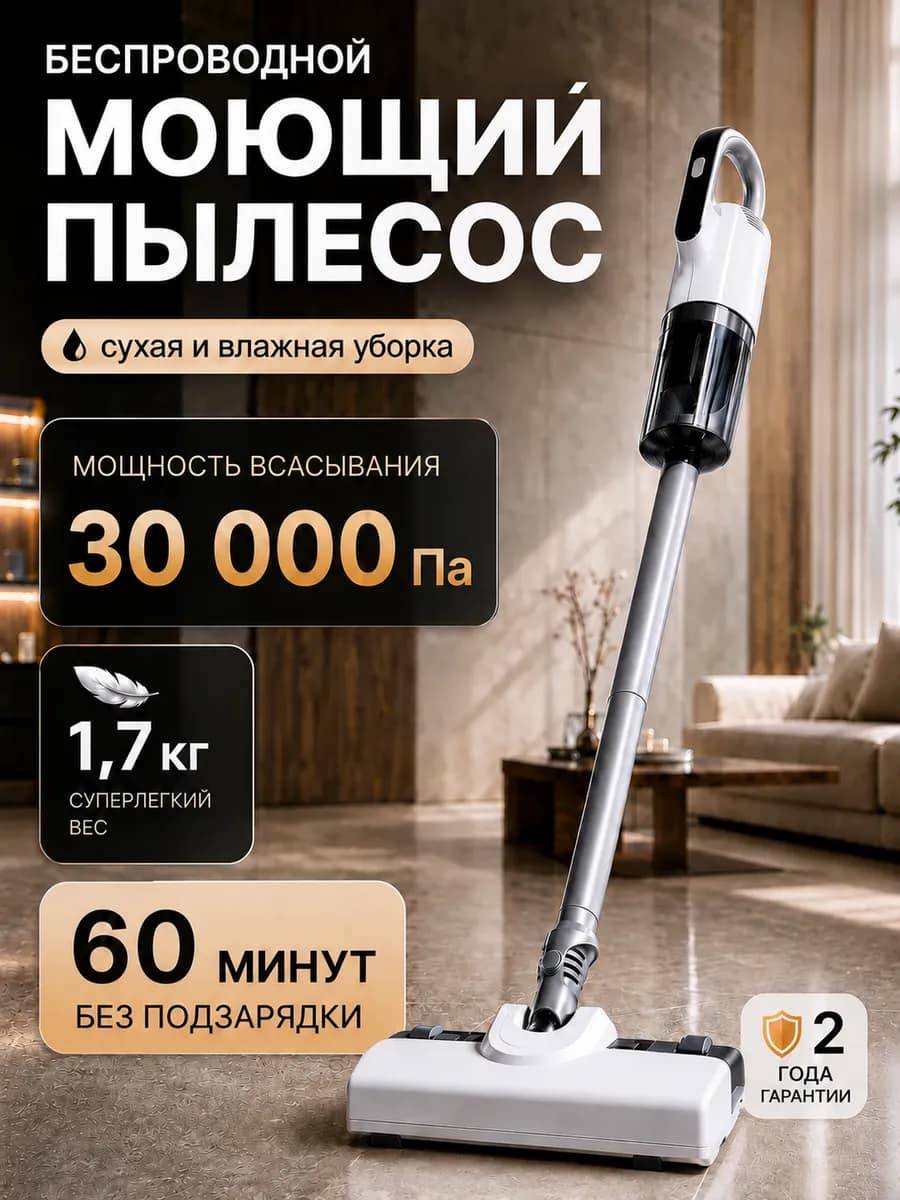 БЕСПРОВОДНОЙ
МОЮЩИЙ
ПЫЛЕСОС
сухая и влажная уборка
МОЩНОСТЬ ВСАСЫВАНИЯ
30 000 Па
1,7 кг
СУПЕРЛЕГКИЙ
ВЕС
60 МИНУТ
БЕЗ ПОДЗАРЯДКИ
2
ГОДА
ГАРАНТИИ